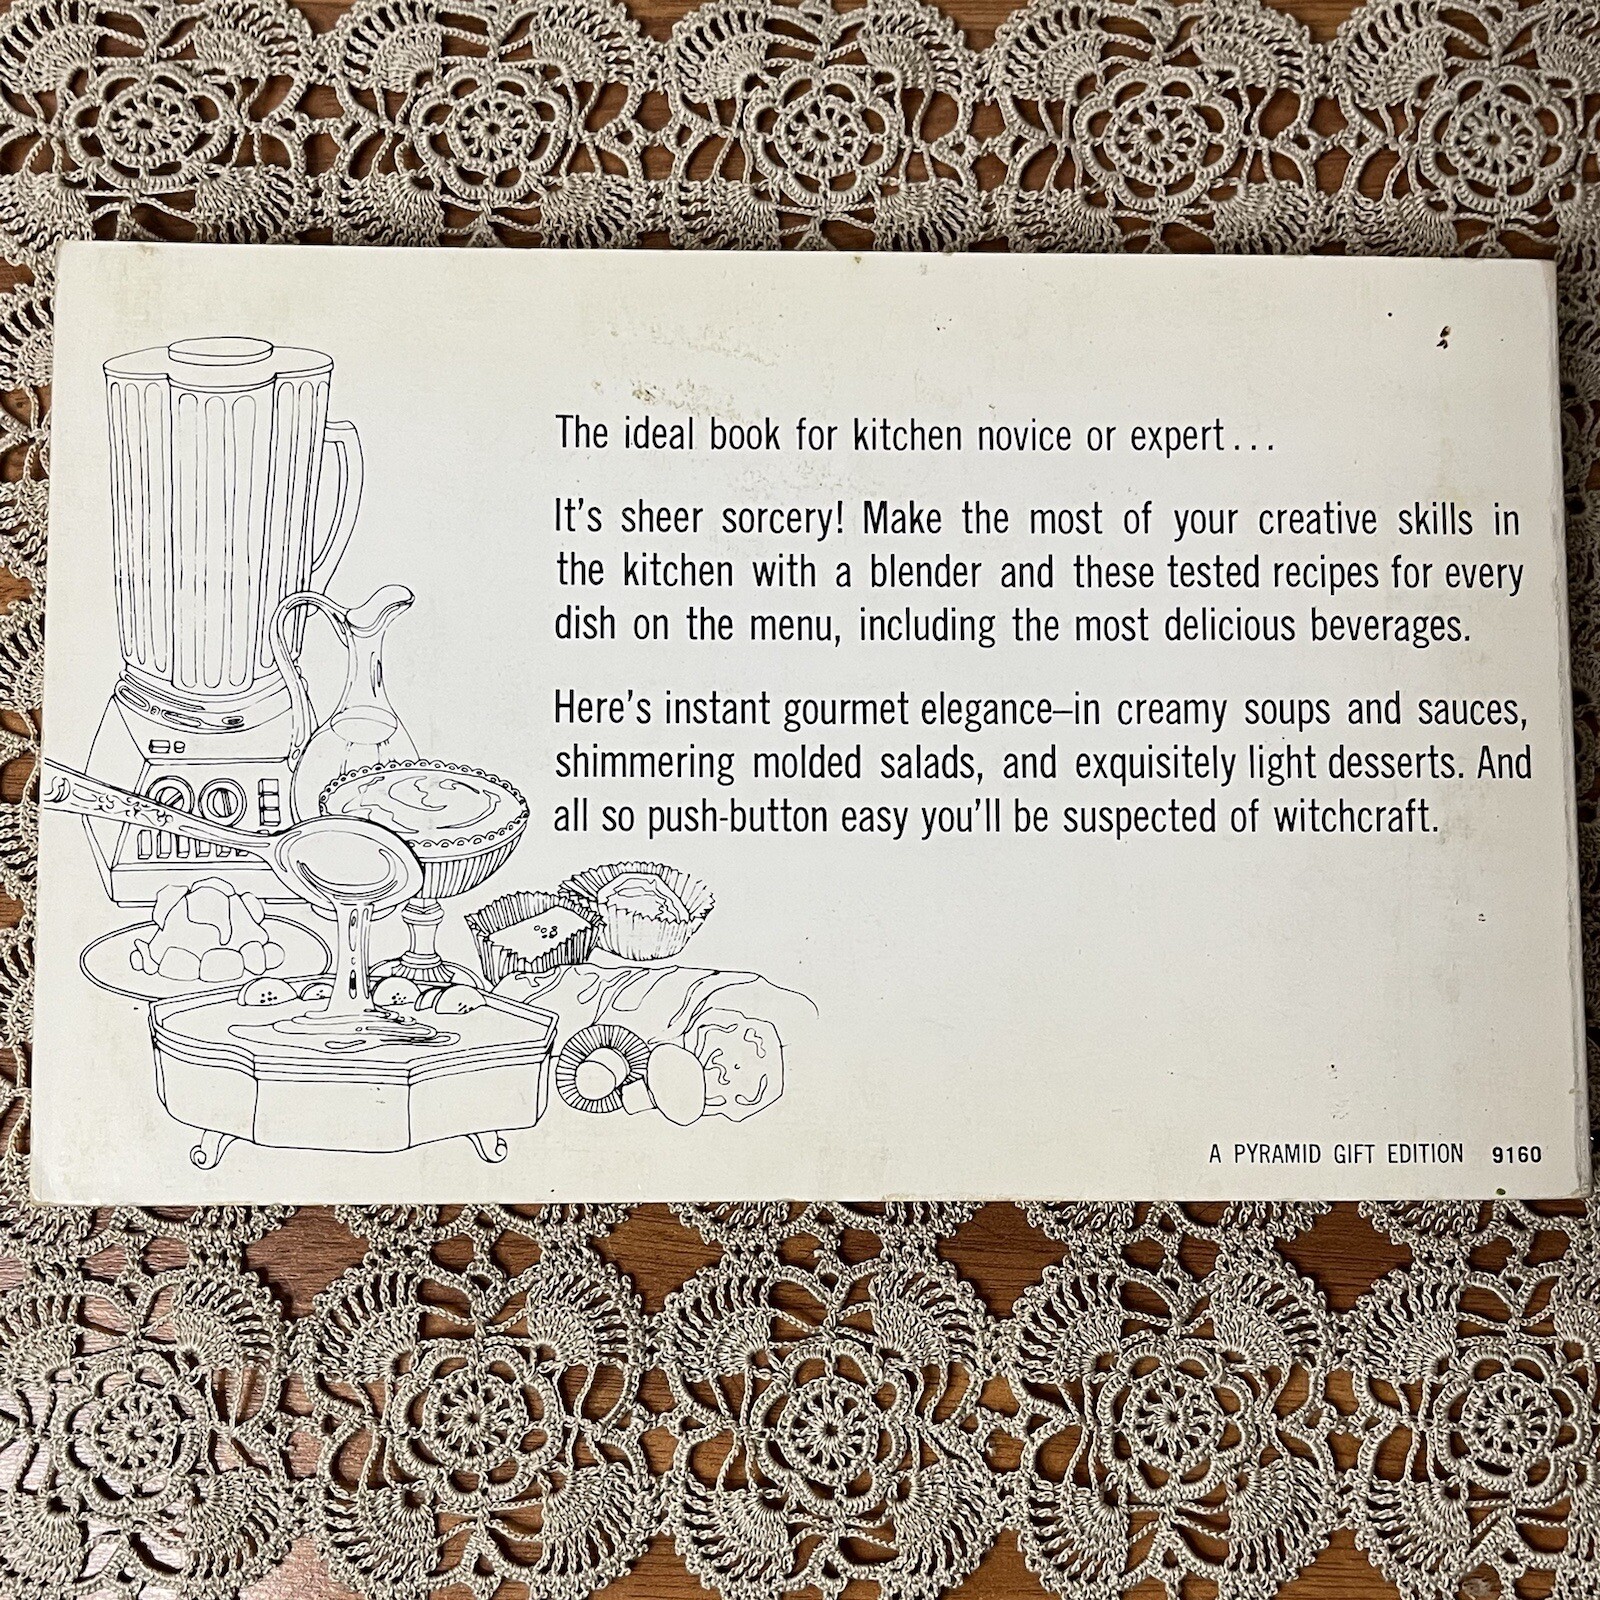 The ideal book for kitchen novice or expert...
It's sheer sorcery! Make the most of your creative skills in
the kitchen with a blender and these tested recipes for every
dish on the menu, including the most delicious beverages.
Here's instant gourmet elegance—in creamy soups and sauces,
shimmering molded salads, and exquisitely light desserts. And
all so push-button easy you'll be suspected of witchcraft.
A PYRAMID GIFT EDITION 9160